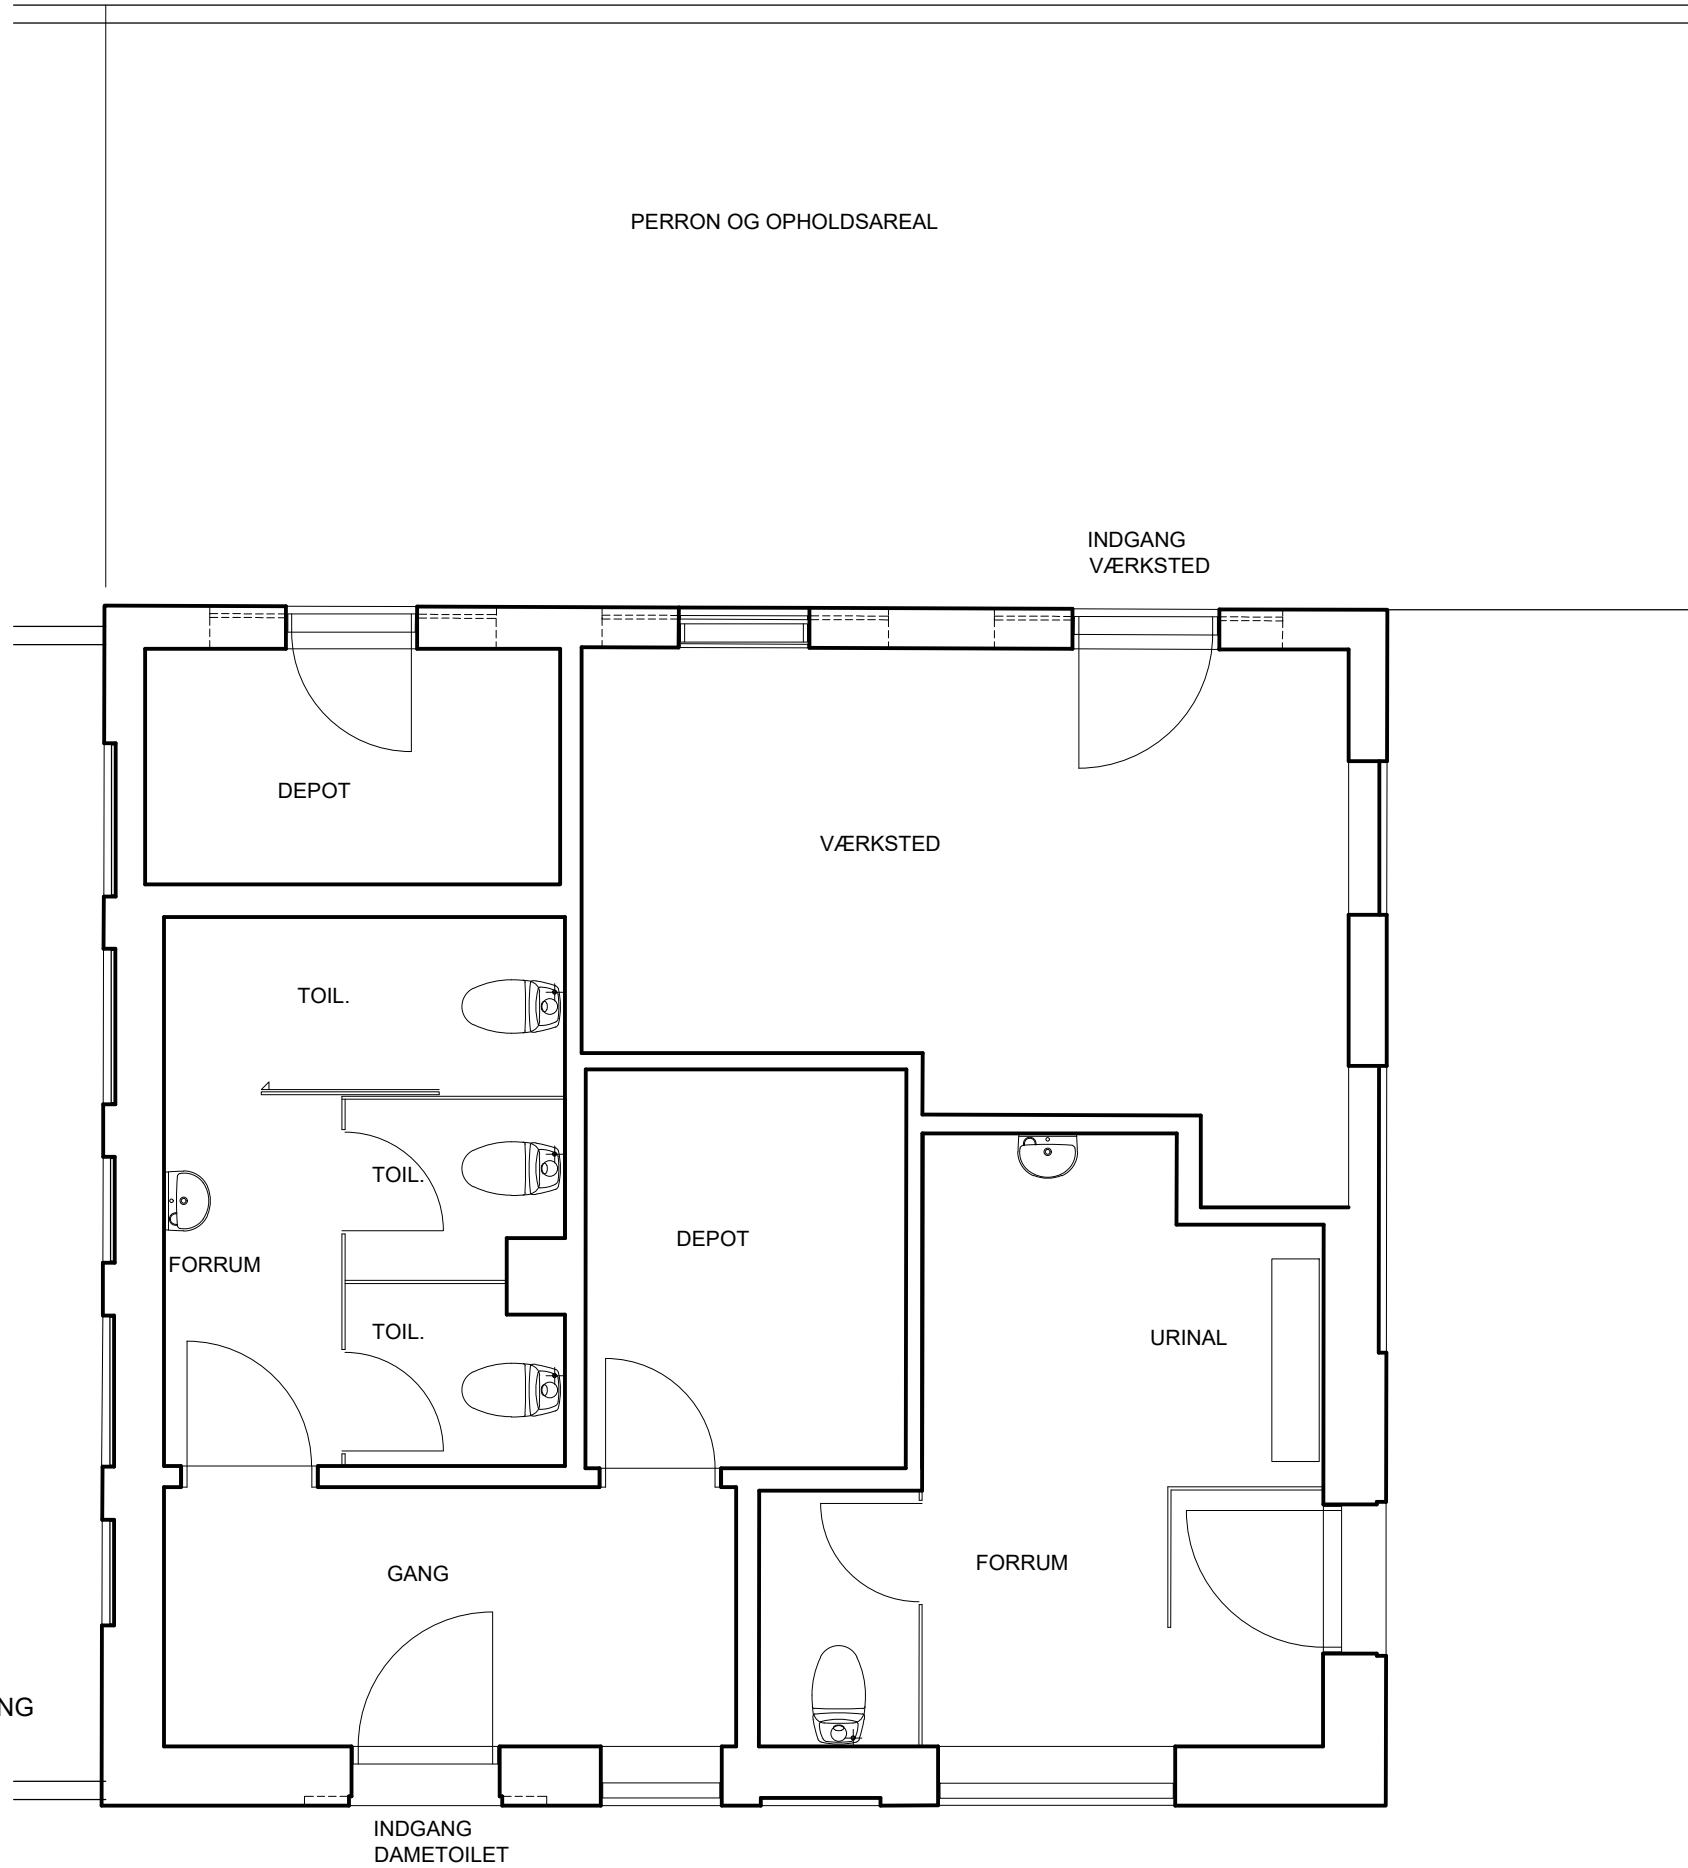 PERRON OG OPHOLDSAREAL
INDGANG
VÆRKSTED
DEPOT
VÆRKSTED
TOIL.
TOIL.
DEPOT
FORRUM
TOIL.
URINAL
FORRUM
GANG
NG
INDGANG
DAMETOILET